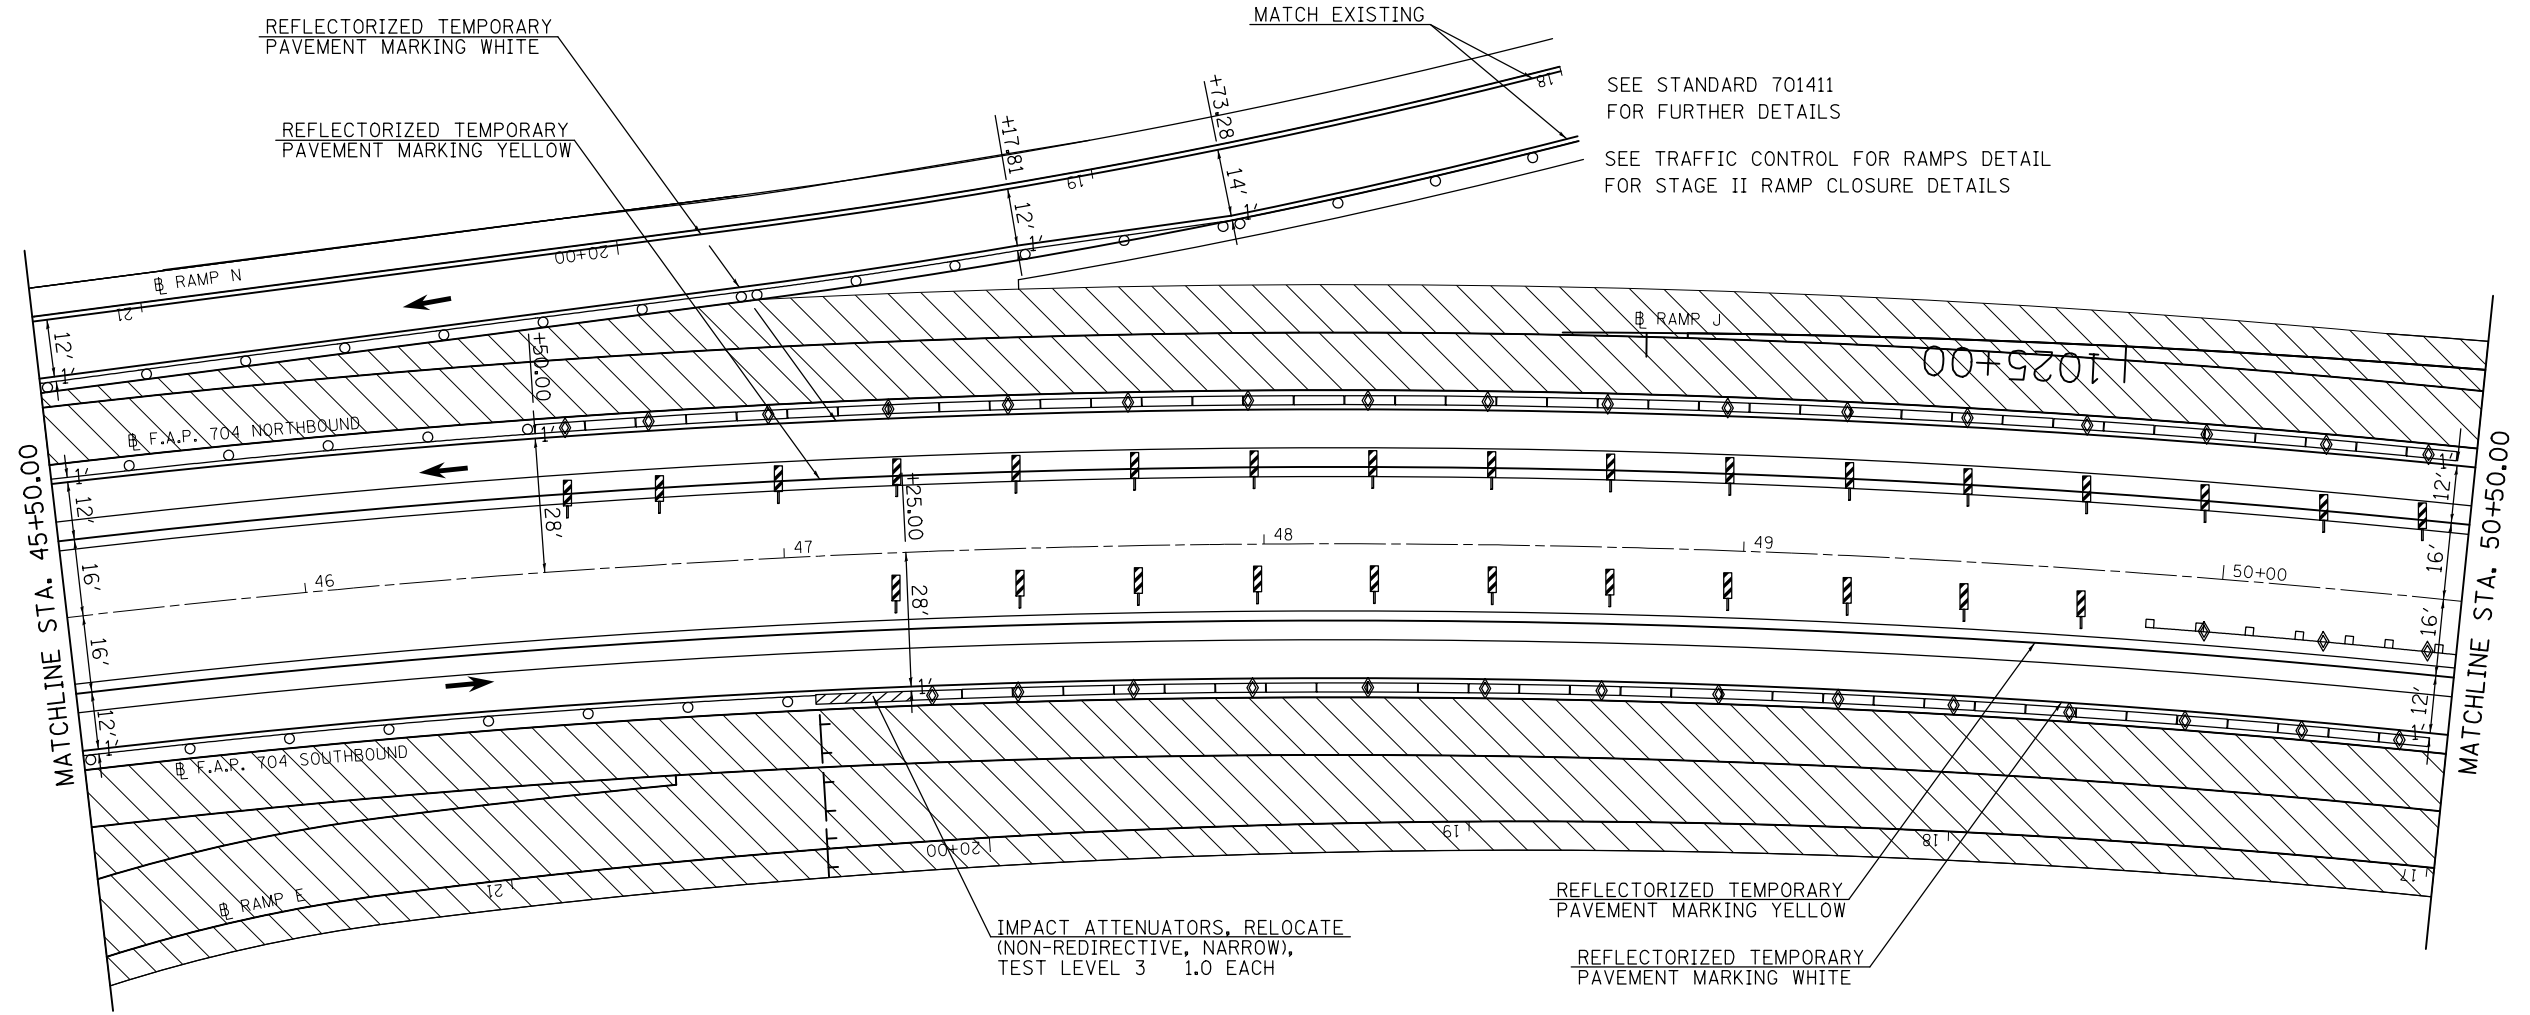 REFLECTORIZED TEMPORARY
PAVEMENT MARKING WHITE
MATCH EXISTING
REFLECTORIZED TEMPORARY
PAVEMENT MARKING YELLOW
SEE STANDARD 701411
FOR FURTHER DETAILS
SEE TRAFFIC CONTROL FOR RAMPS DETAIL
FOR STAGE II RAMP CLOSURE DETAILS
+17.81
+73.28
18
19
20+00
21
12'
1'
14'
1'
℄ RAMP N
12'
1'
℄ RAMP J
1025+00
+50.00
1'
28'
℄ F.A.P. 704 NORTHBOUND
1'
12'
16'
16'
12'
1'
MATCHLINE STA. 45+50.00
46
47
48
49
50+00
+25.00
28'
1'
1'
12'
16'
16'
12'
1'
MATCHLINE STA. 50+50.00
℄ F.A.P. 704 SOUTHBOUND
℄ RAMP E
21
20+00
19
18
17
IMPACT ATTENUATORS, RELOCATE
(NON-REDIRECTIVE, NARROW),
TEST LEVEL 3 1.0 EACH
REFLECTORIZED TEMPORARY
PAVEMENT MARKING YELLOW
REFLECTORIZED TEMPORARY
PAVEMENT MARKING WHITE